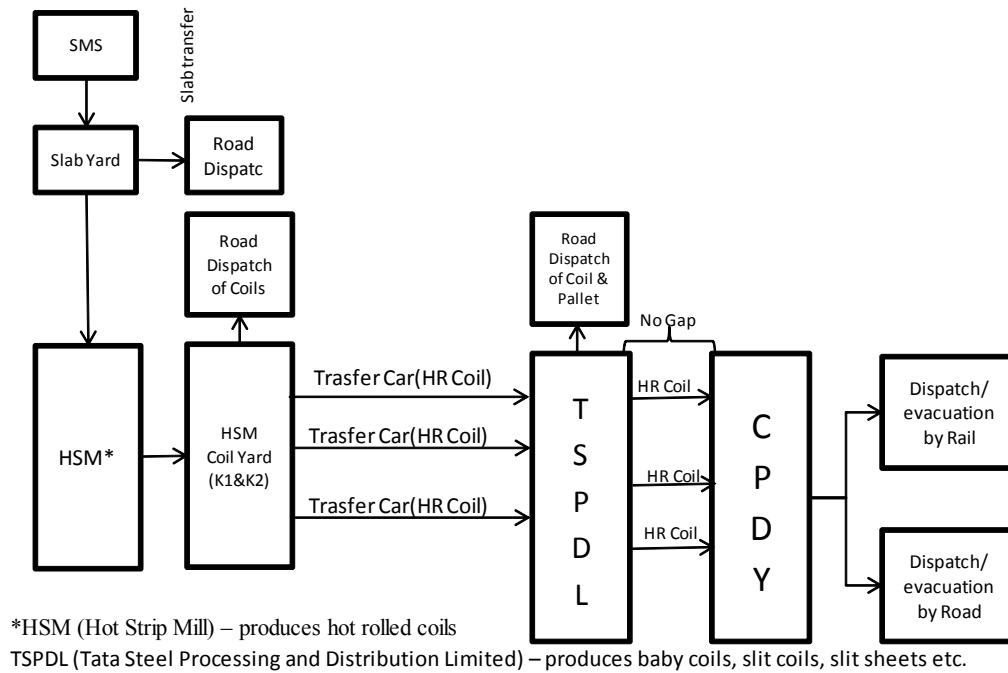 SMS
Slab transfer
Slab Yard
Road
Dispatc
Road
Dispatch
of Coils
Road
Dispatch
of Coil &
Pallet
No Gap
HSM*
HSM
Coil Yard
(K1&K2)
Trasfer Car(HR Coil)
Trasfer Car(HR Coil)
Trasfer Car(HR Coil)
T
S
P
D
L
HR Coil
HR Coil
HR Coil
C
P
D
Y
Dispatch/
evacuation
by Rail
Dispatch/
evacuation
by Road
*HSM (Hot Strip Mill) – produces hot rolled coils
TSPDL (Tata Steel Processing and Distribution Limited) – produces baby coils, slit coils, slit sheets etc.